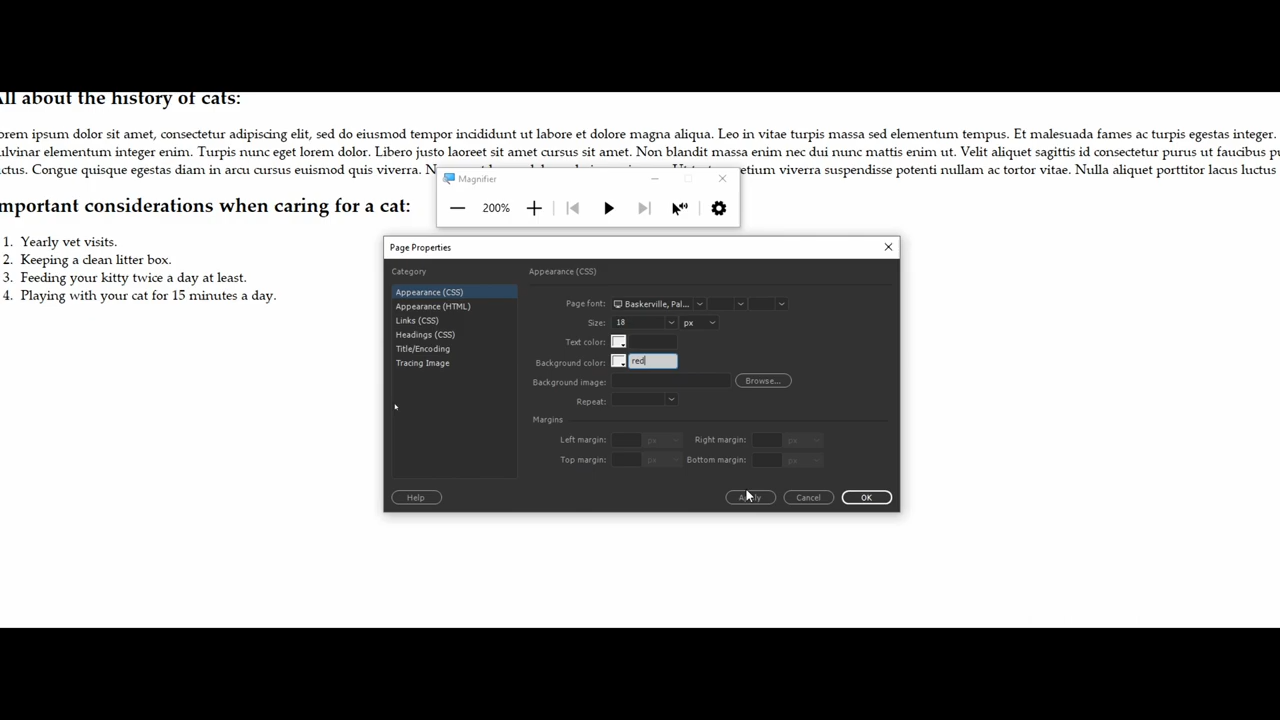 ll about the history of cats:
orem ipsum dolor sit amet, consectetur adipiscing elit, sed do eiusmod tempor incididunt ut labore et dolore magna aliqua. Leo in vitae turpis massa sed elementum tempus. Et malesuada fames ac turpis egestas integer.
ulvinar elementum integer enim. Turpis nunc eget lorem dolor. Libero justo laoreet sit amet cursus sit amet. Non blandit massa enim nec dui nunc mattis enim ut. Velit aliquet sagittis id consectetur purus ut faucibus pu
ctus. Congue quisque egestas diam in arcu cursus euismod quis viverra. N pretium viverra suspendisse potenti nullam ac tortor vitae. Nulla aliquet porttitor lacus luctus
Magnifier
200%
mportant considerations when caring for a cat:
1. Yearly vet visits.
2. Keeping a clean litter box.
3. Feeding your kitty twice a day at least.
4. Playing with your cat for 15 minutes a day.
Page Properties
Category
Appearance (CSS)
Appearance (HTML)
Links (CSS)
Headings (CSS)
Title/Encoding
Tracing Image
Appearance (CSS)
Page font: Baskerville, Pal...
Size: 18 px
Text color:
Background color: red
Background image: Browse...
Repeat:
Margins
Left margin: px Right margin: px
Top margin: px Bottom margin: px
Help Apply Cancel OK